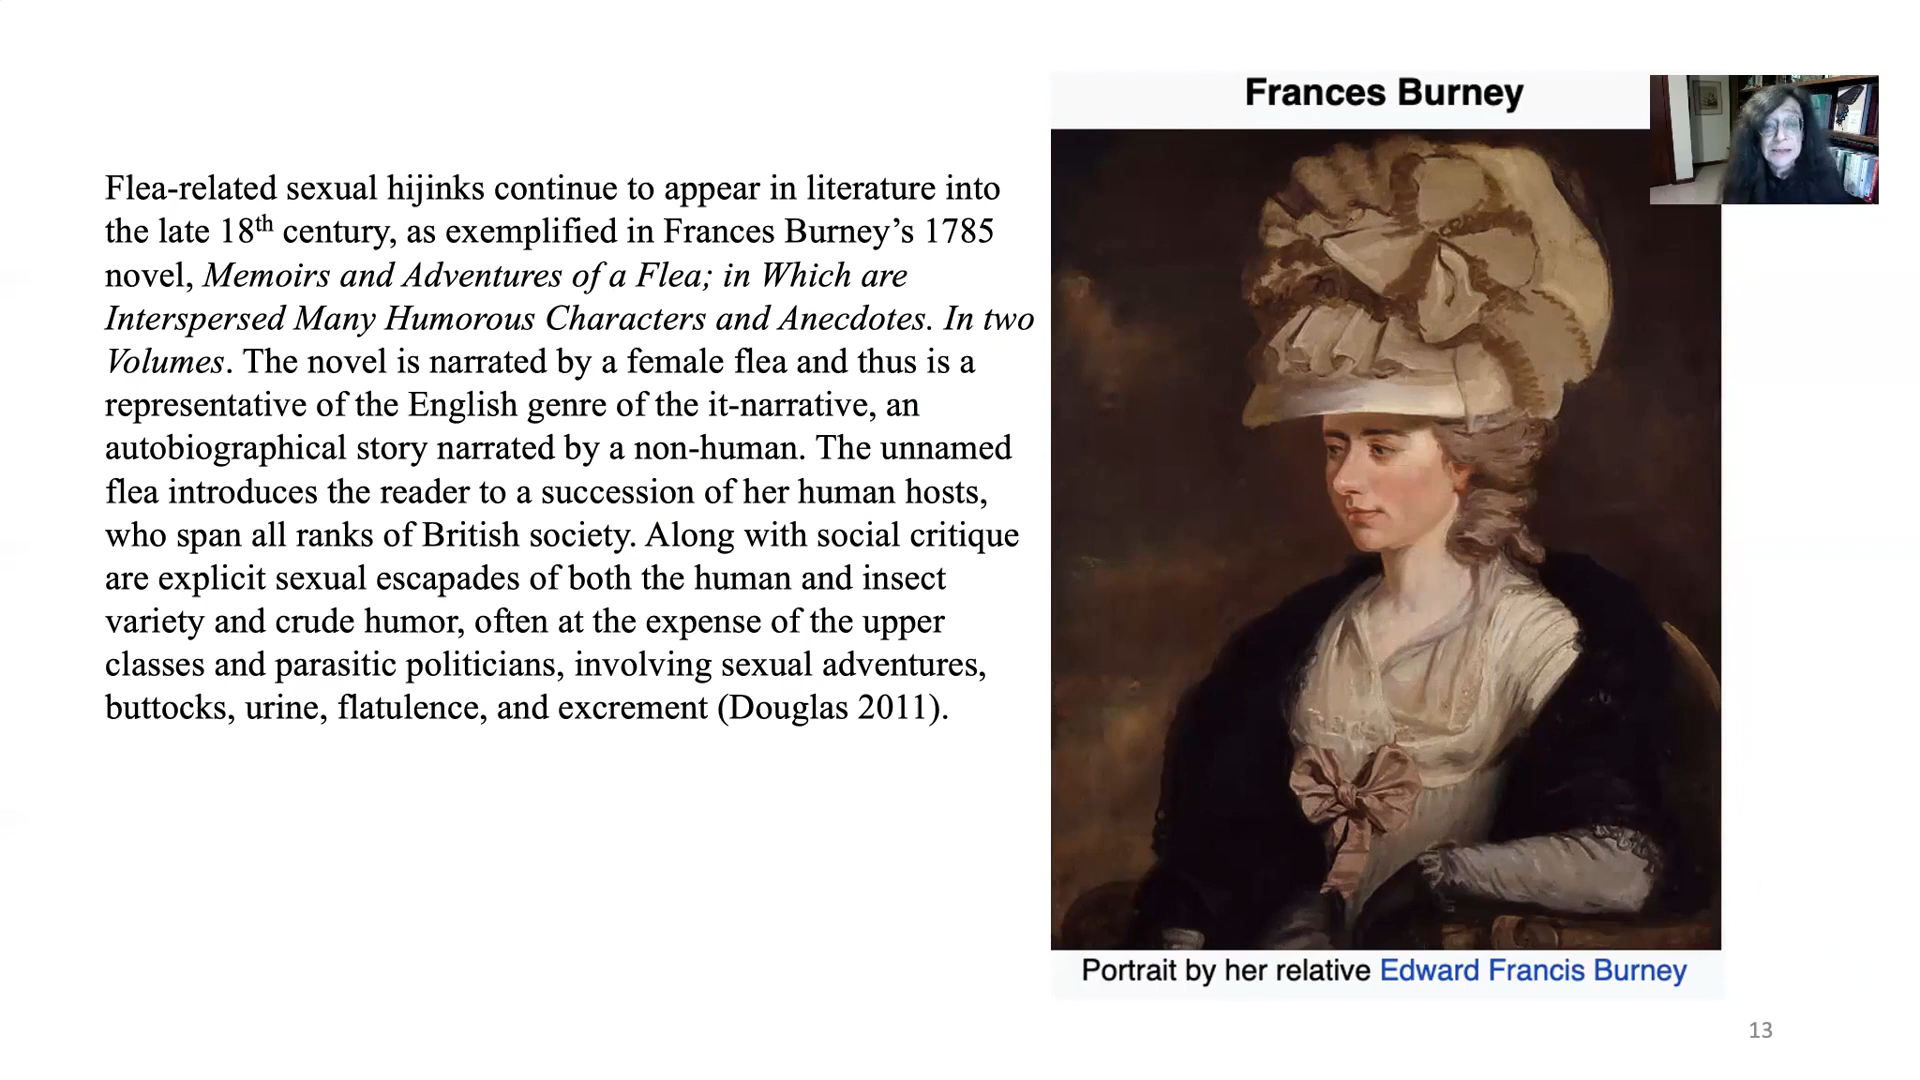 Frances Burney
Flea-related sexual hijinks continue to appear in literature into
the late 18th century, as exemplified in Frances Burney’s 1785
novel, Memoirs and Adventures of a Flea; in Which are
Interspersed Many Humorous Characters and Anecdotes. In two
Volumes. The novel is narrated by a female flea and thus is a
representative of the English genre of the it-narrative, an
autobiographical story narrated by a non-human. The unnamed
flea introduces the reader to a succession of her human hosts,
who span all ranks of British society. Along with social critique
are explicit sexual escapades of both the human and insect
variety and crude humor, often at the expense of the upper
classes and parasitic politicians, involving sexual adventures,
buttocks, urine, flatulence, and excrement (Douglas 2011).
Portrait by her relative Edward Francis Burney
13